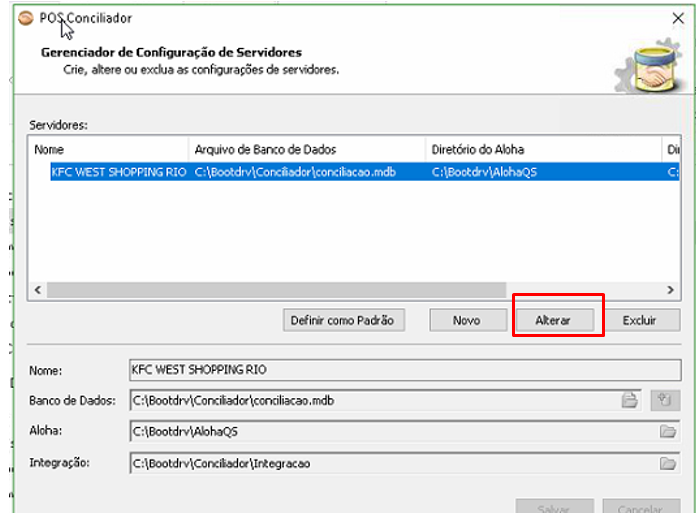 POS Conciliador
Gerenciador de Configuração de Servidores
Crie, altere ou exclua as configurações de servidores.
Servidores:
Nome Arquivo de Banco de Dados Diretório do Aloha Di
KFC WEST SHOPPING RIO C:\Bootdrv\Conciliador\conciliacao.mdb C:\Bootdrv\AlohaQS C:
Definir como Padrão Novo Alterar Excluir
Nome: KFC WEST SHOPPING RIO
Banco de Dados: C:\Bootdrv\Conciliador\conciliacao.mdb
Aloha: C:\Bootdrv\AlohaQS
Integração: C:\Bootdrv\Conciliador\Integracao
Salvar Cancelar